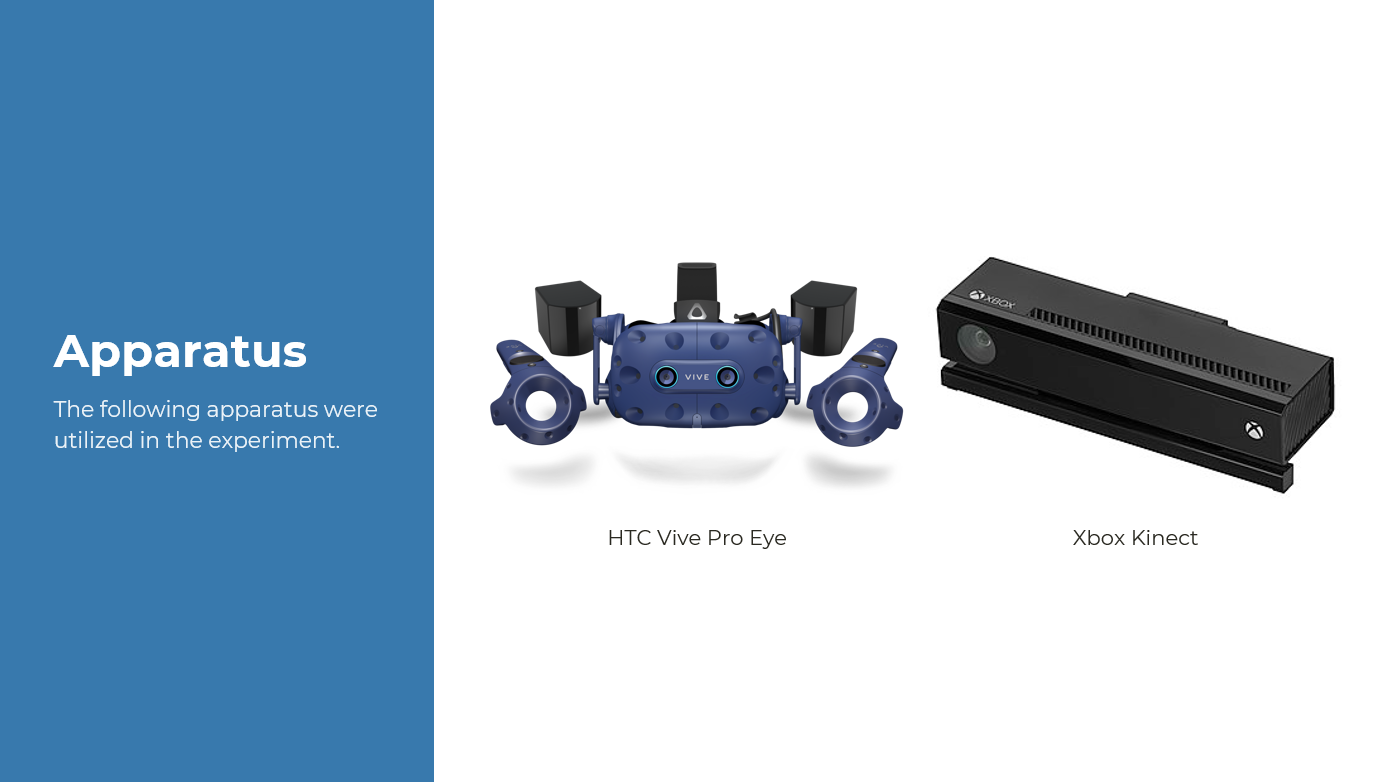 Apparatus
The following apparatus were
utilized in the experiment.
VIVE
XBOX
HTC Vive Pro Eye
Xbox Kinect